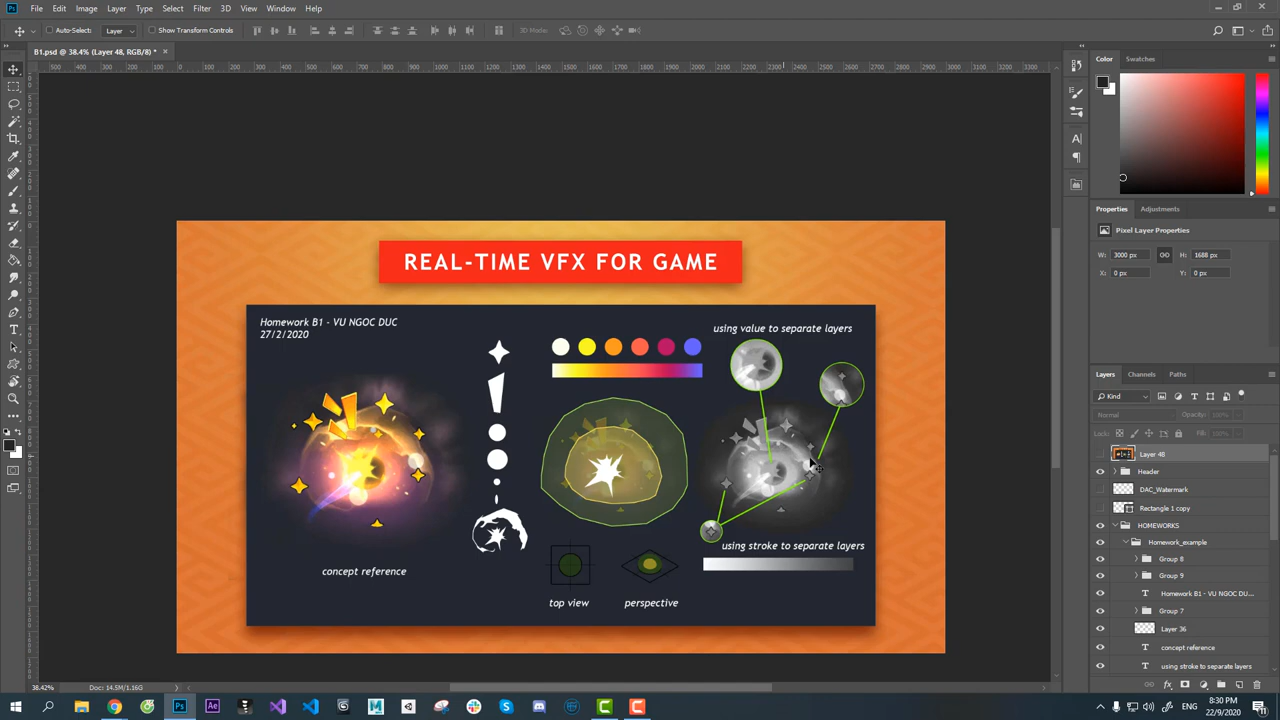 File Edit Image Layer Type Select Filter 3D View Window Help
Auto-Select: Layer Show Transform Controls 3D Mode:
B1.psd @ 38.4% (Layer 48, RGB/8) *
REAL-TIME VFX FOR GAME
Homework B1 - VU NGOC DUC
27/2/2020
using value to separate layers
using stroke to separate layers
concept reference
top view
perspective
Color Swatches
Properties Adjustments
Pixel Layer Properties
W: 3000 px H: 1688 px
X: 0 px Y: 0 px
Layers Channels Paths
Kind
Normal Opacity:
Lock: Fill:
Layer 48
Header
DAC_Watermark
Rectangle 1 copy
HOMEWORKS
Homework_example
Group 8
Group 9
Homework B1 - VU NGOC DU...
Group 7
Layer 36
concept reference
using stroke to separate layers
38.42% Doc: 14.5M/1.16G
8:30 PM
22/9/2020